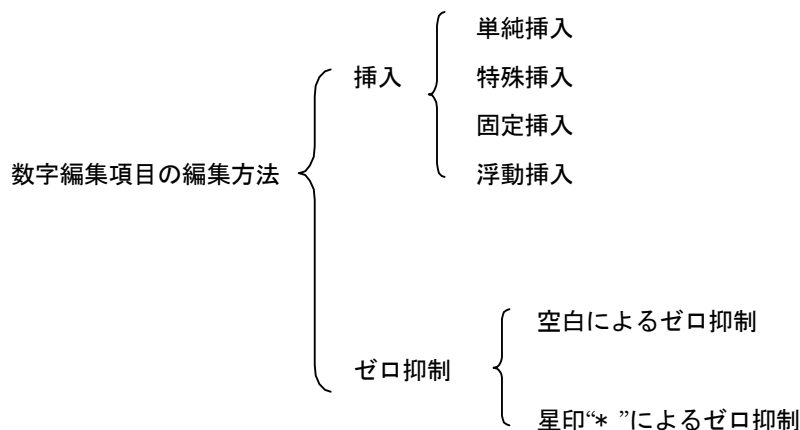 単純挿入
挿入
特殊挿入
固定挿入
数字編集項目の編集方法
浮動挿入
空白によるゼロ抑制
ゼロ抑制
星印“* ”によるゼロ抑制